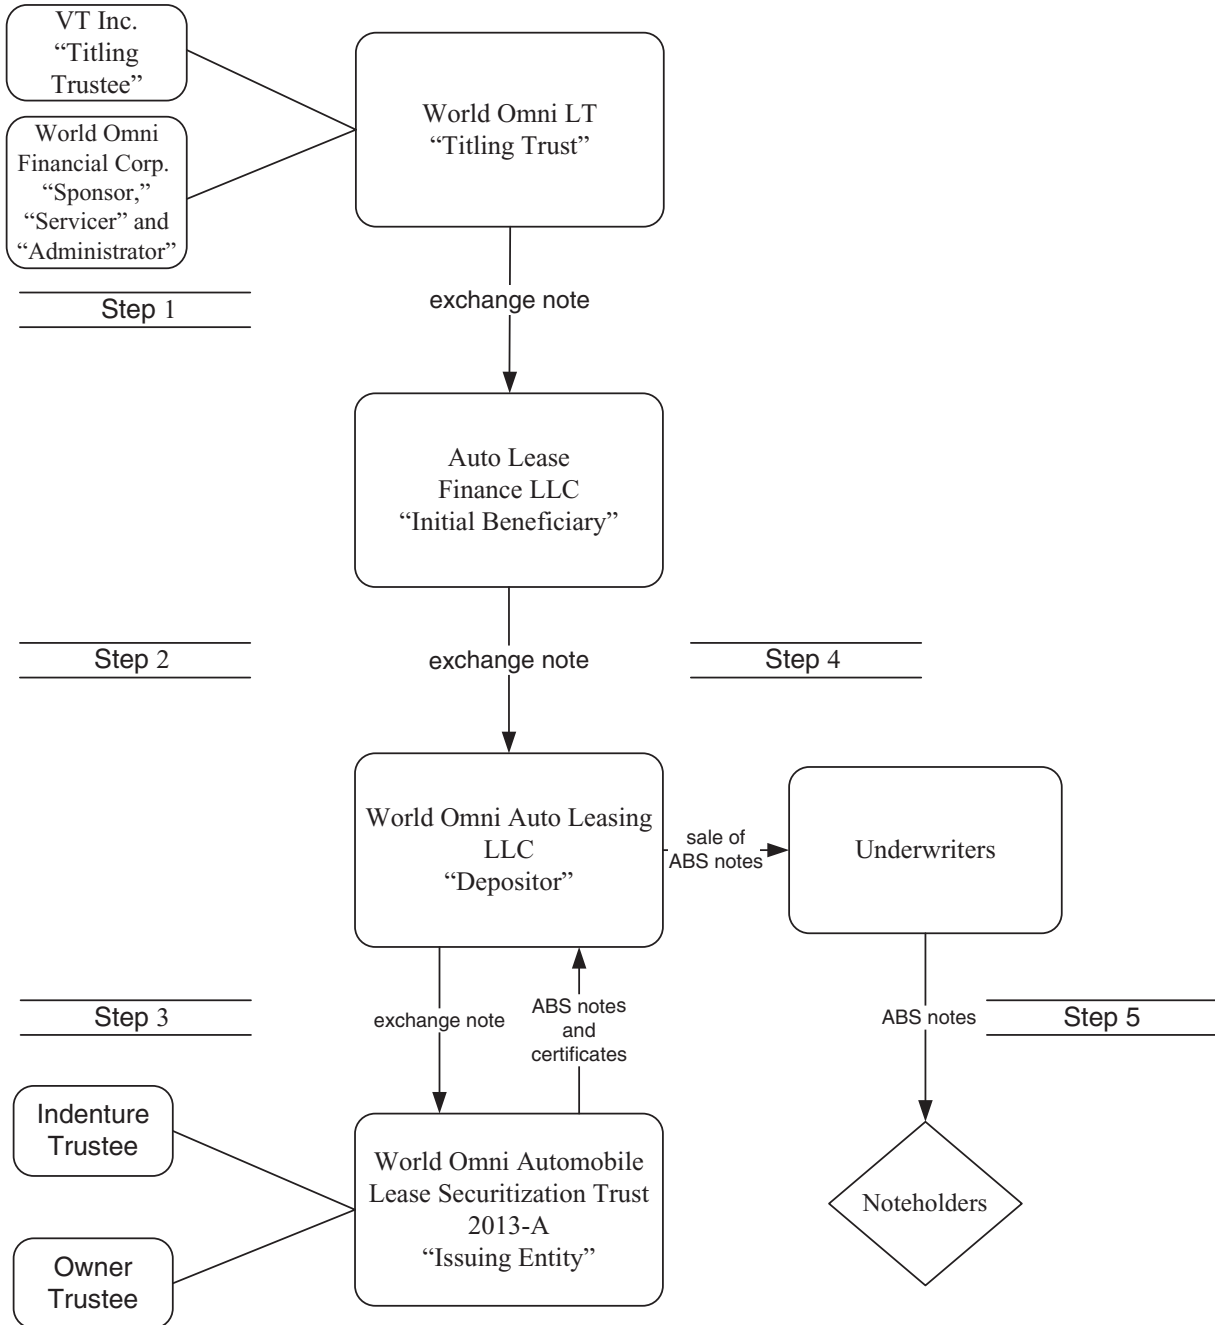 VT Inc.
“Titling
Trustee”
World Omni
Financial Corp.
“Sponsor,”
“Servicer” and
“Administrator”
World Omni LT
“Titling Trust”
Step 1
exchange note
Auto Lease
Finance LLC
“Initial Beneficiary”
Step 2
exchange note
Step 4
World Omni Auto Leasing
LLC
“Depositor”
sale of
ABS notes
Underwriters
Step 3
exchange note
ABS notes
and
certificates
ABS notes
Step 5
Indenture
Trustee
Owner
Trustee
World Omni Automobile
Lease Securitization Trust
2013-A
“Issuing Entity”
Noteholders